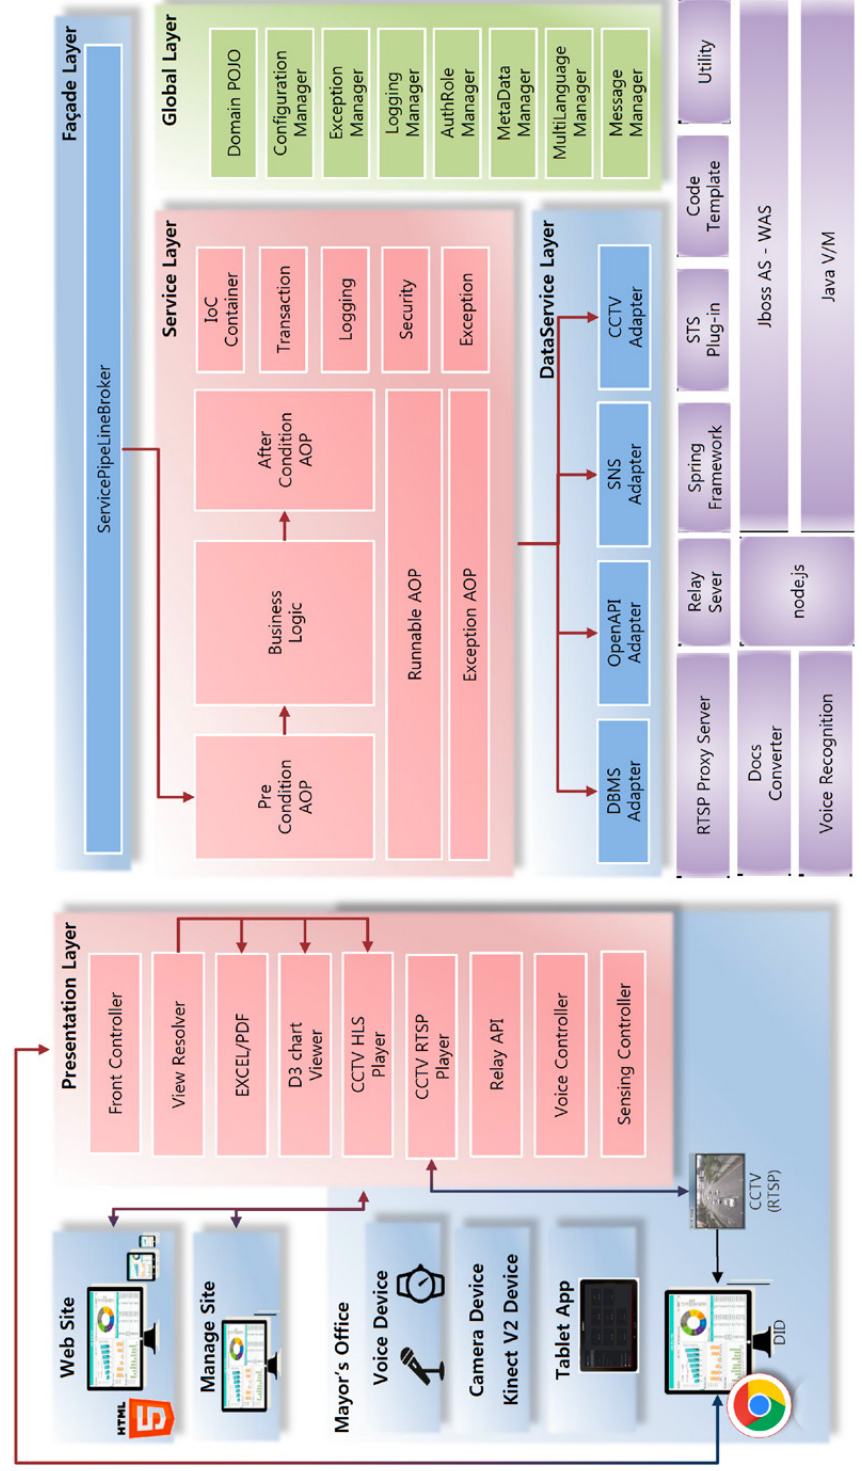 Web Site
HTML
5
Manage Site
Mayor's Office
Voice Device
Camera Device
Kinect V2 Device
Tablet App
DID
CCTV
(RTSP)
Presentation Layer
Front Controller
View Resolver
EXCEL/PDF
D3 chart
Viewer
CCTV HLS
Player
CCTV RTSP
Player
Relay API
Voice Controller
Sensing Controller
Façade Layer
ServicePipeLineBroker
Service Layer
Pre
Condition
AOP
Business
Logic
After
Condition
AOP
Runnable AOP
Exception AOP
IoC
Container
Transaction
Logging
Security
Exception
Global Layer
Domain POJO
Configuration
Manager
Exception
Manager
Logging
Manager
AuthRole
Manager
MetaData
Manager
MultiLanguage
Manager
Message
Manager
DataService Layer
DBMS
Adapter
OpenAPI
Adapter
SNS
Adapter
CCTV
Adapter
RTSP Proxy Server
Relay
Sever
Spring
Framework
STS
Plug-in
Code
Template
Utility
Docs
Converter
node.js
Jboss AS - WAS
Voice Recognition
Java V/M